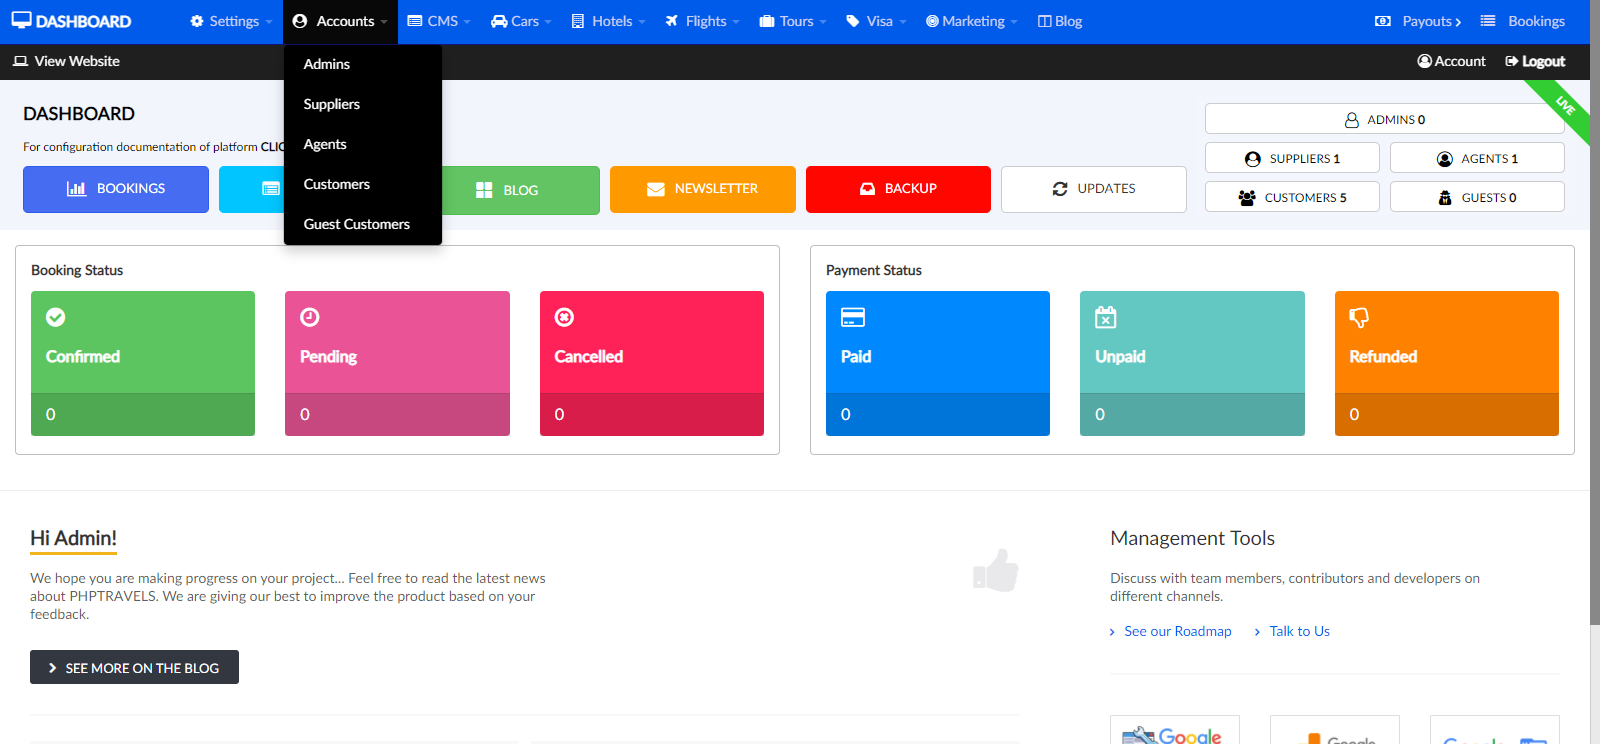 DASHBOARD
Settings
Accounts
CMS
Cars
Hotels
Flights
Tours
Visa
Marketing
Blog
Payouts
Bookings
View Website
Account
Logout
Admins
Suppliers
Agents
Customers
Guest Customers
LIVE
DASHBOARD
For configuration documentation of platform
BOOKINGS
BLOG
NEWSLETTER
BACKUP
UPDATES
ADMINS 0
SUPPLIERS 1
AGENTS 1
CUSTOMERS 5
GUESTS 0
Booking Status
Confirmed
0
Pending
0
Cancelled
0
Payment Status
Paid
0
Unpaid
0
Refunded
0
Hi Admin!
We hope you are making progress on your project... Feel free to read the latest news
about PHPTRAVELS. We are giving our best to improve the product based on your
feedback.
SEE MORE ON THE BLOG
Management Tools
Discuss with team members, contributors and developers on
different channels.
See our Roadmap
Talk to Us
Google
Google
Google